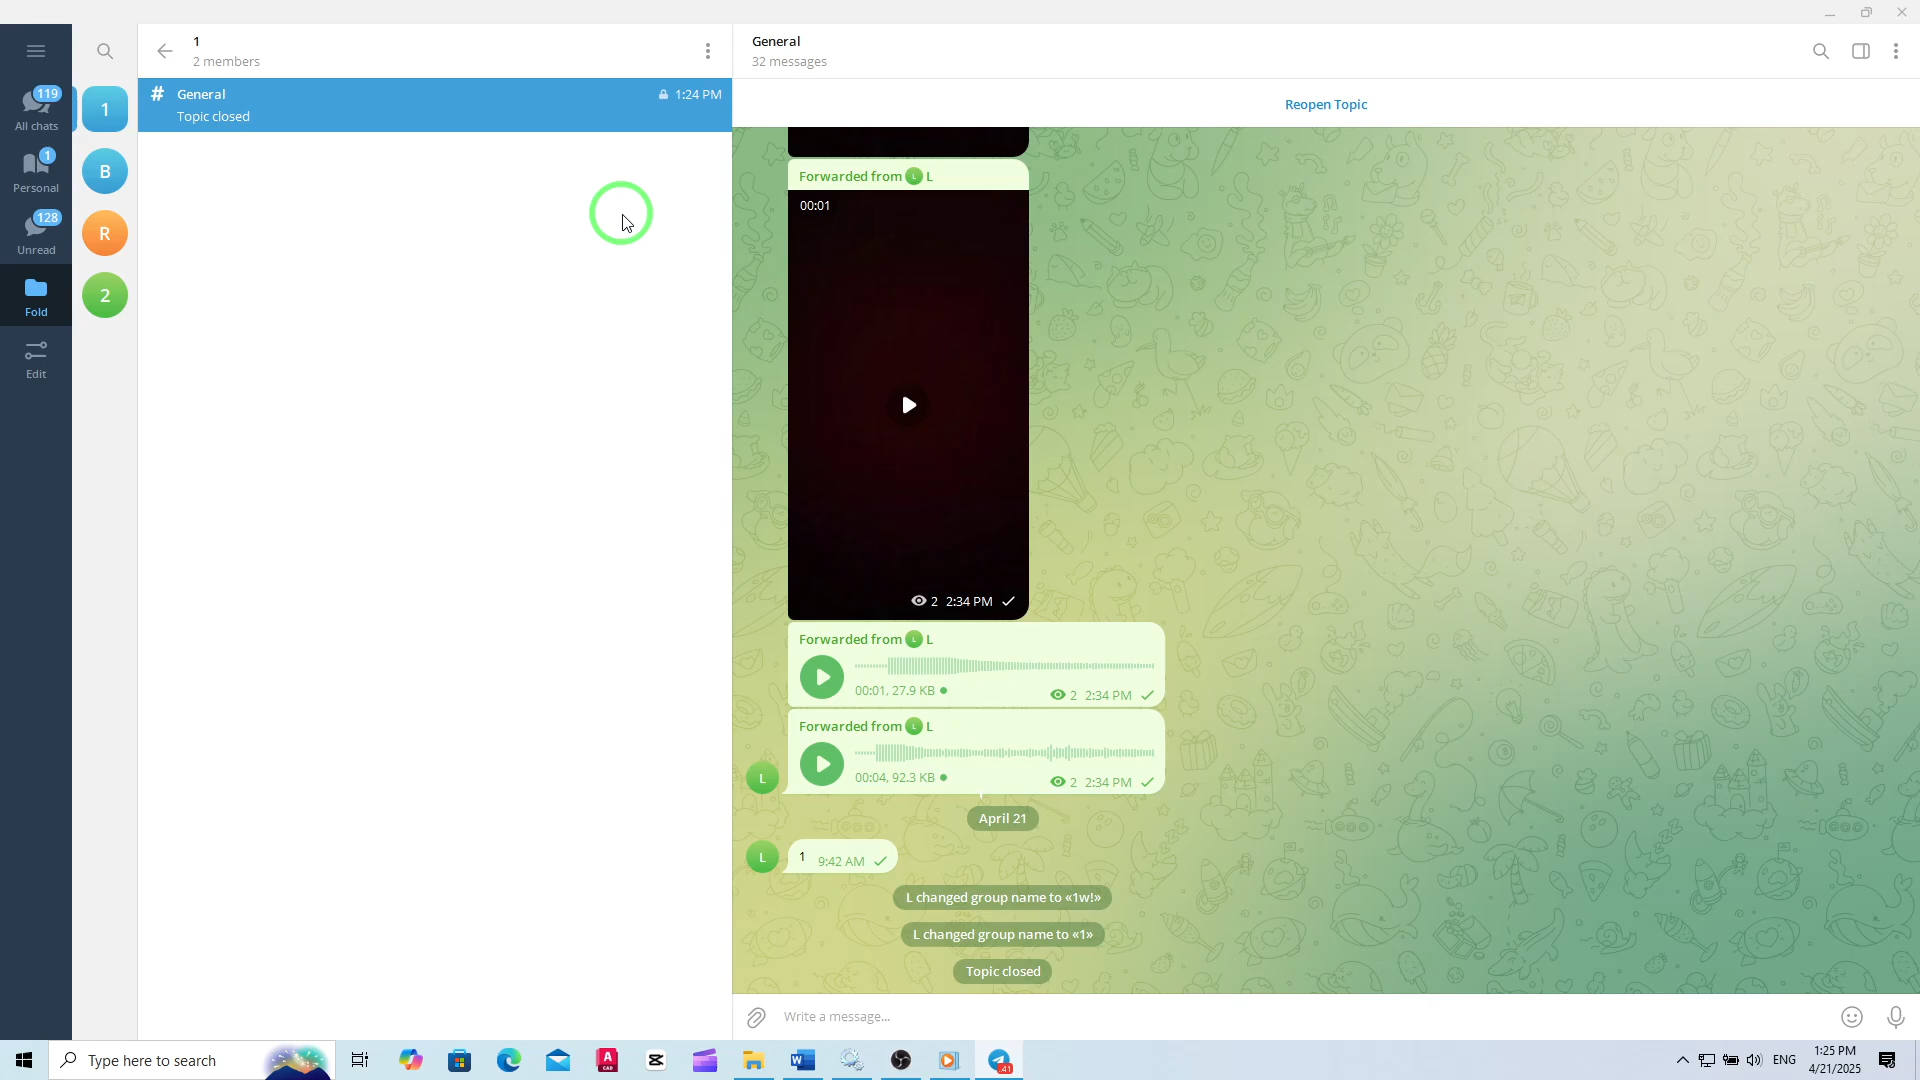 119
All chats
1
Personal
128
Unread
Fold
Edit
1
B
R
2
1
2 members
# General
1:24 PM
Topic closed
General
32 messages
Reopen Topic
Forwarded from L L
00:01
2 2:34 PM
Forwarded from L L
00:01, 27.9 KB
2 2:34 PM
Forwarded from L L
00:04, 92.3 KB
2 2:34 PM
L
April 21
L
1 9:42 AM
L changed group name to «1w!»
L changed group name to «1»
Topic closed
Write a message...
Type here to search
A
CAD
W
.41
ENG
1:25 PM
4/21/2025